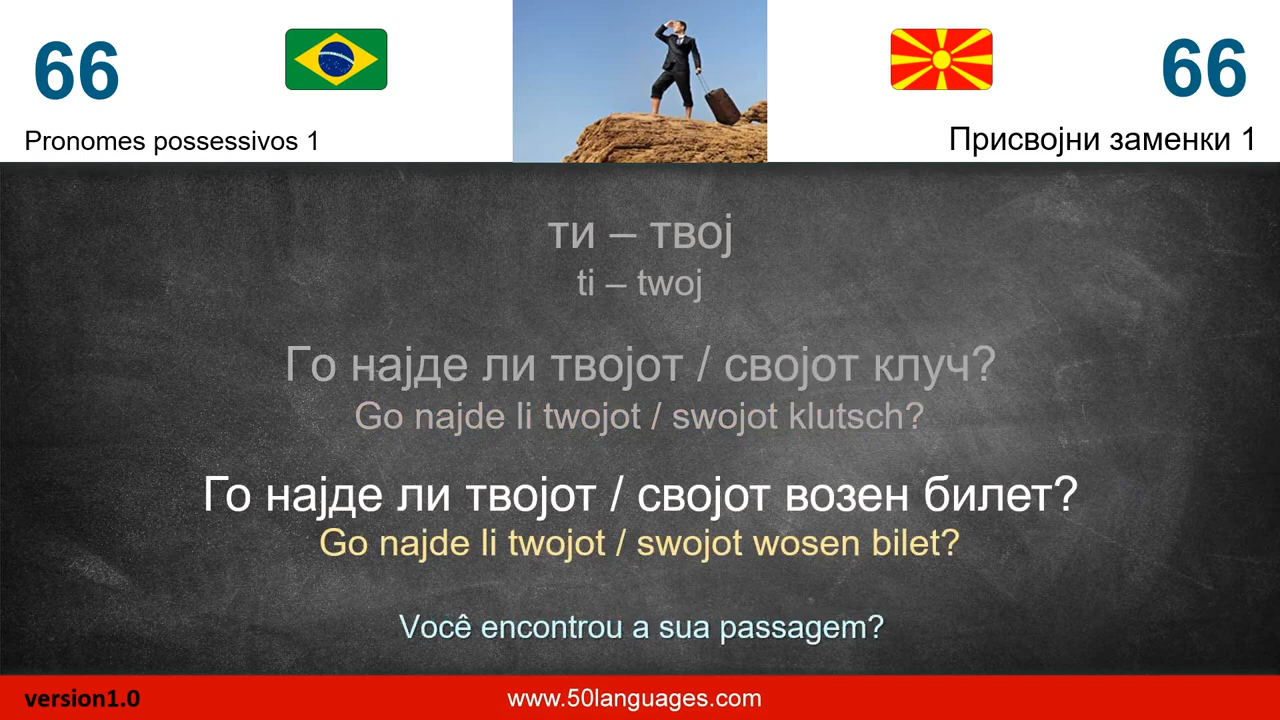 66
66
Pronomes possessivos 1
Присвојни заменки 1
ти – твој
ti – twoj
Го најде ли твојот / својот клуч?
Go najde li twojot / swojot klutsch?
Го најде ли твојот / својот возен билет?
Go najde li twojot / swojot wosen bilet?
Você encontrou a sua passagem?
version1.0
www.50languages.com